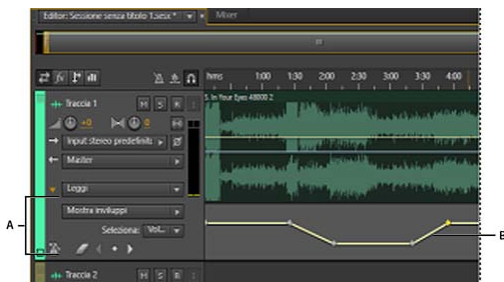 Editor: Sessione senza titolo 1.sesx *
Mixer
hms 1:00 1:30 2:00 2:30 3:00 3:30 4:00
Traccia 1 M S R I
5. In Your Eyes 48000 2
+0 0
Input stereo predefinito
Master
Leggi
Mostra inviluppi
A
Seleziona: Vol...
B
Traccia 2 M S R I